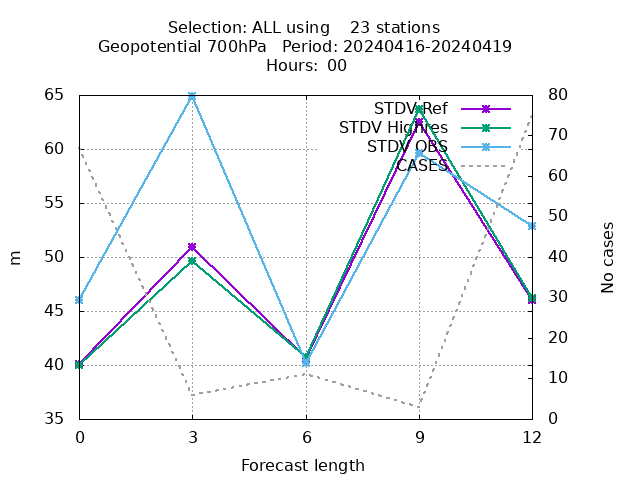 Selection: ALL using    23 stations
Geopotential 700hPa   Period: 20240416-20240419
Hours: 00
65
60
55
50
45
40
35
m
80
70
60
50
40
30
20
10
0
No cases
STDV Ref
STDV Highres
STDV OBS
CASES
0
3
6
9
12
Forecast length